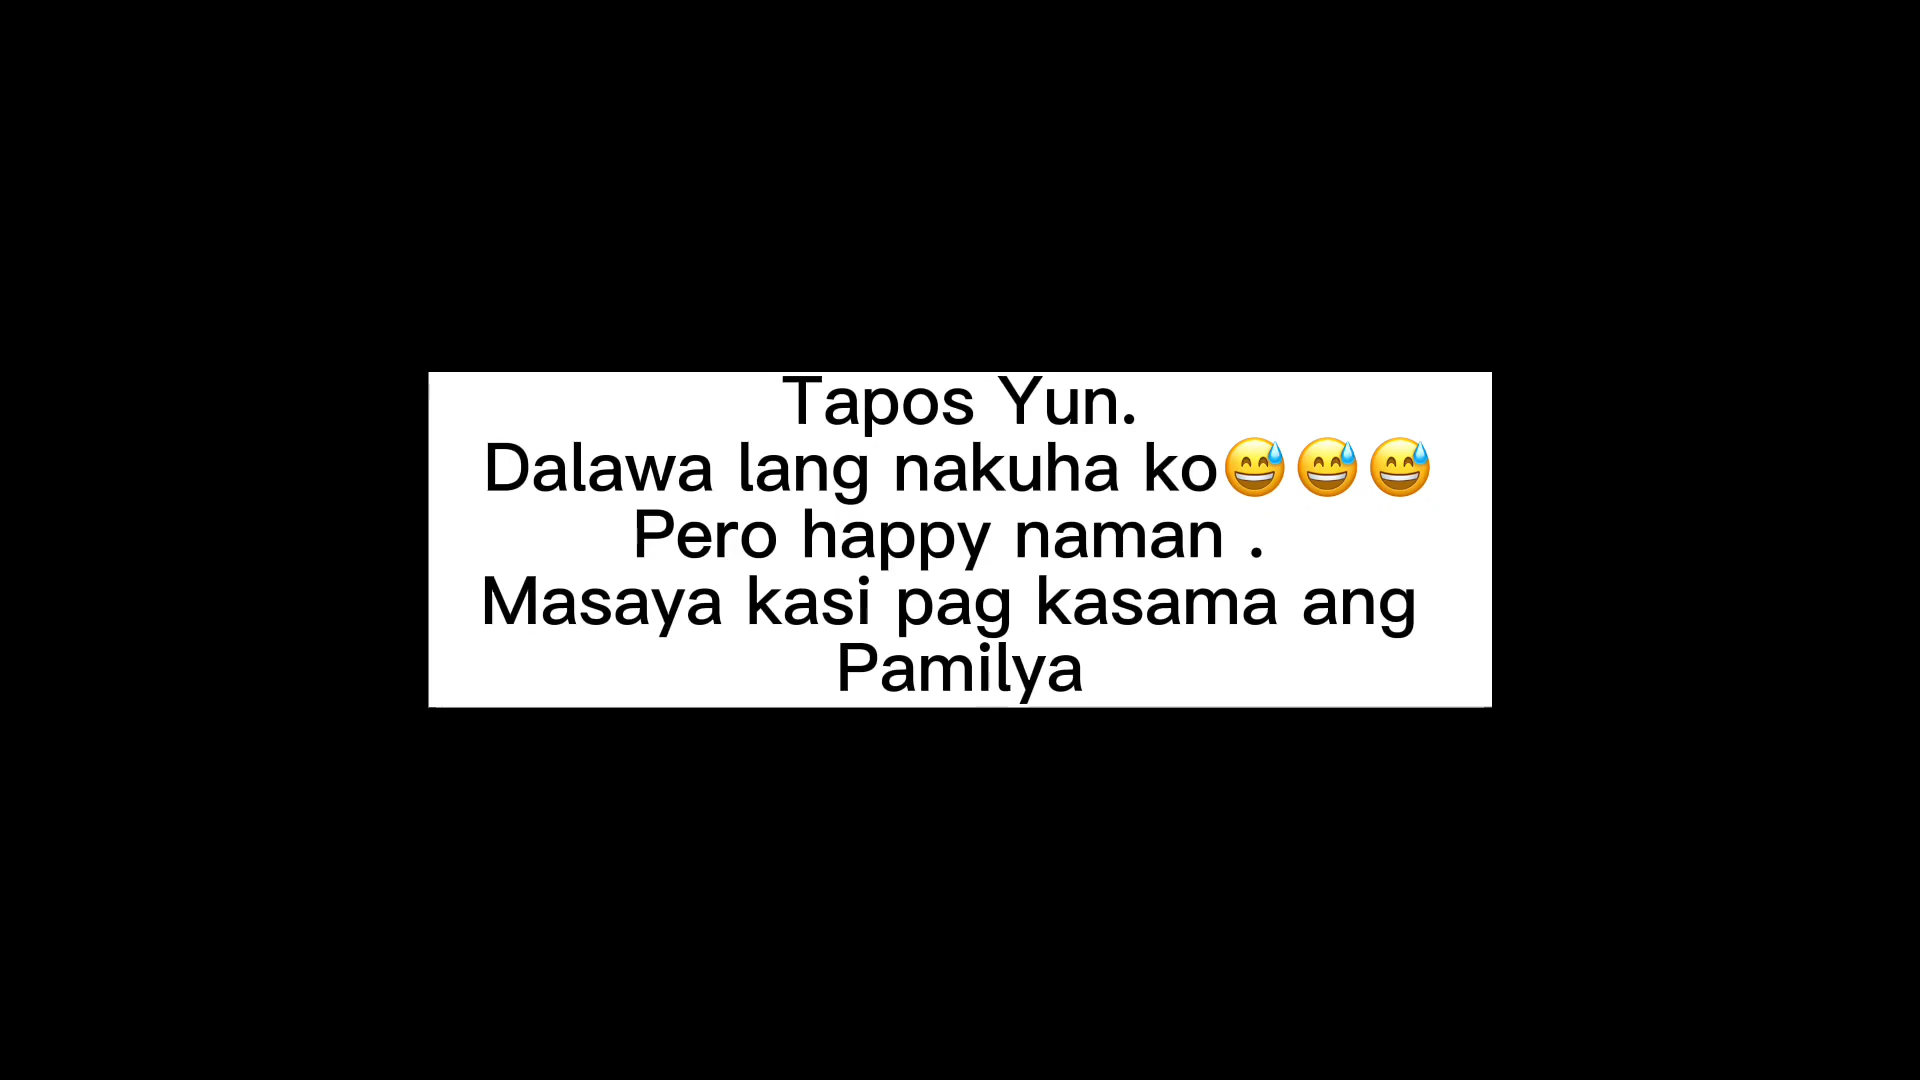 Tapos Yun.
Dalawa lang nakuha ko😅😅😅
Pero happy naman .
Masaya kasi pag kasama ang
Pamilya